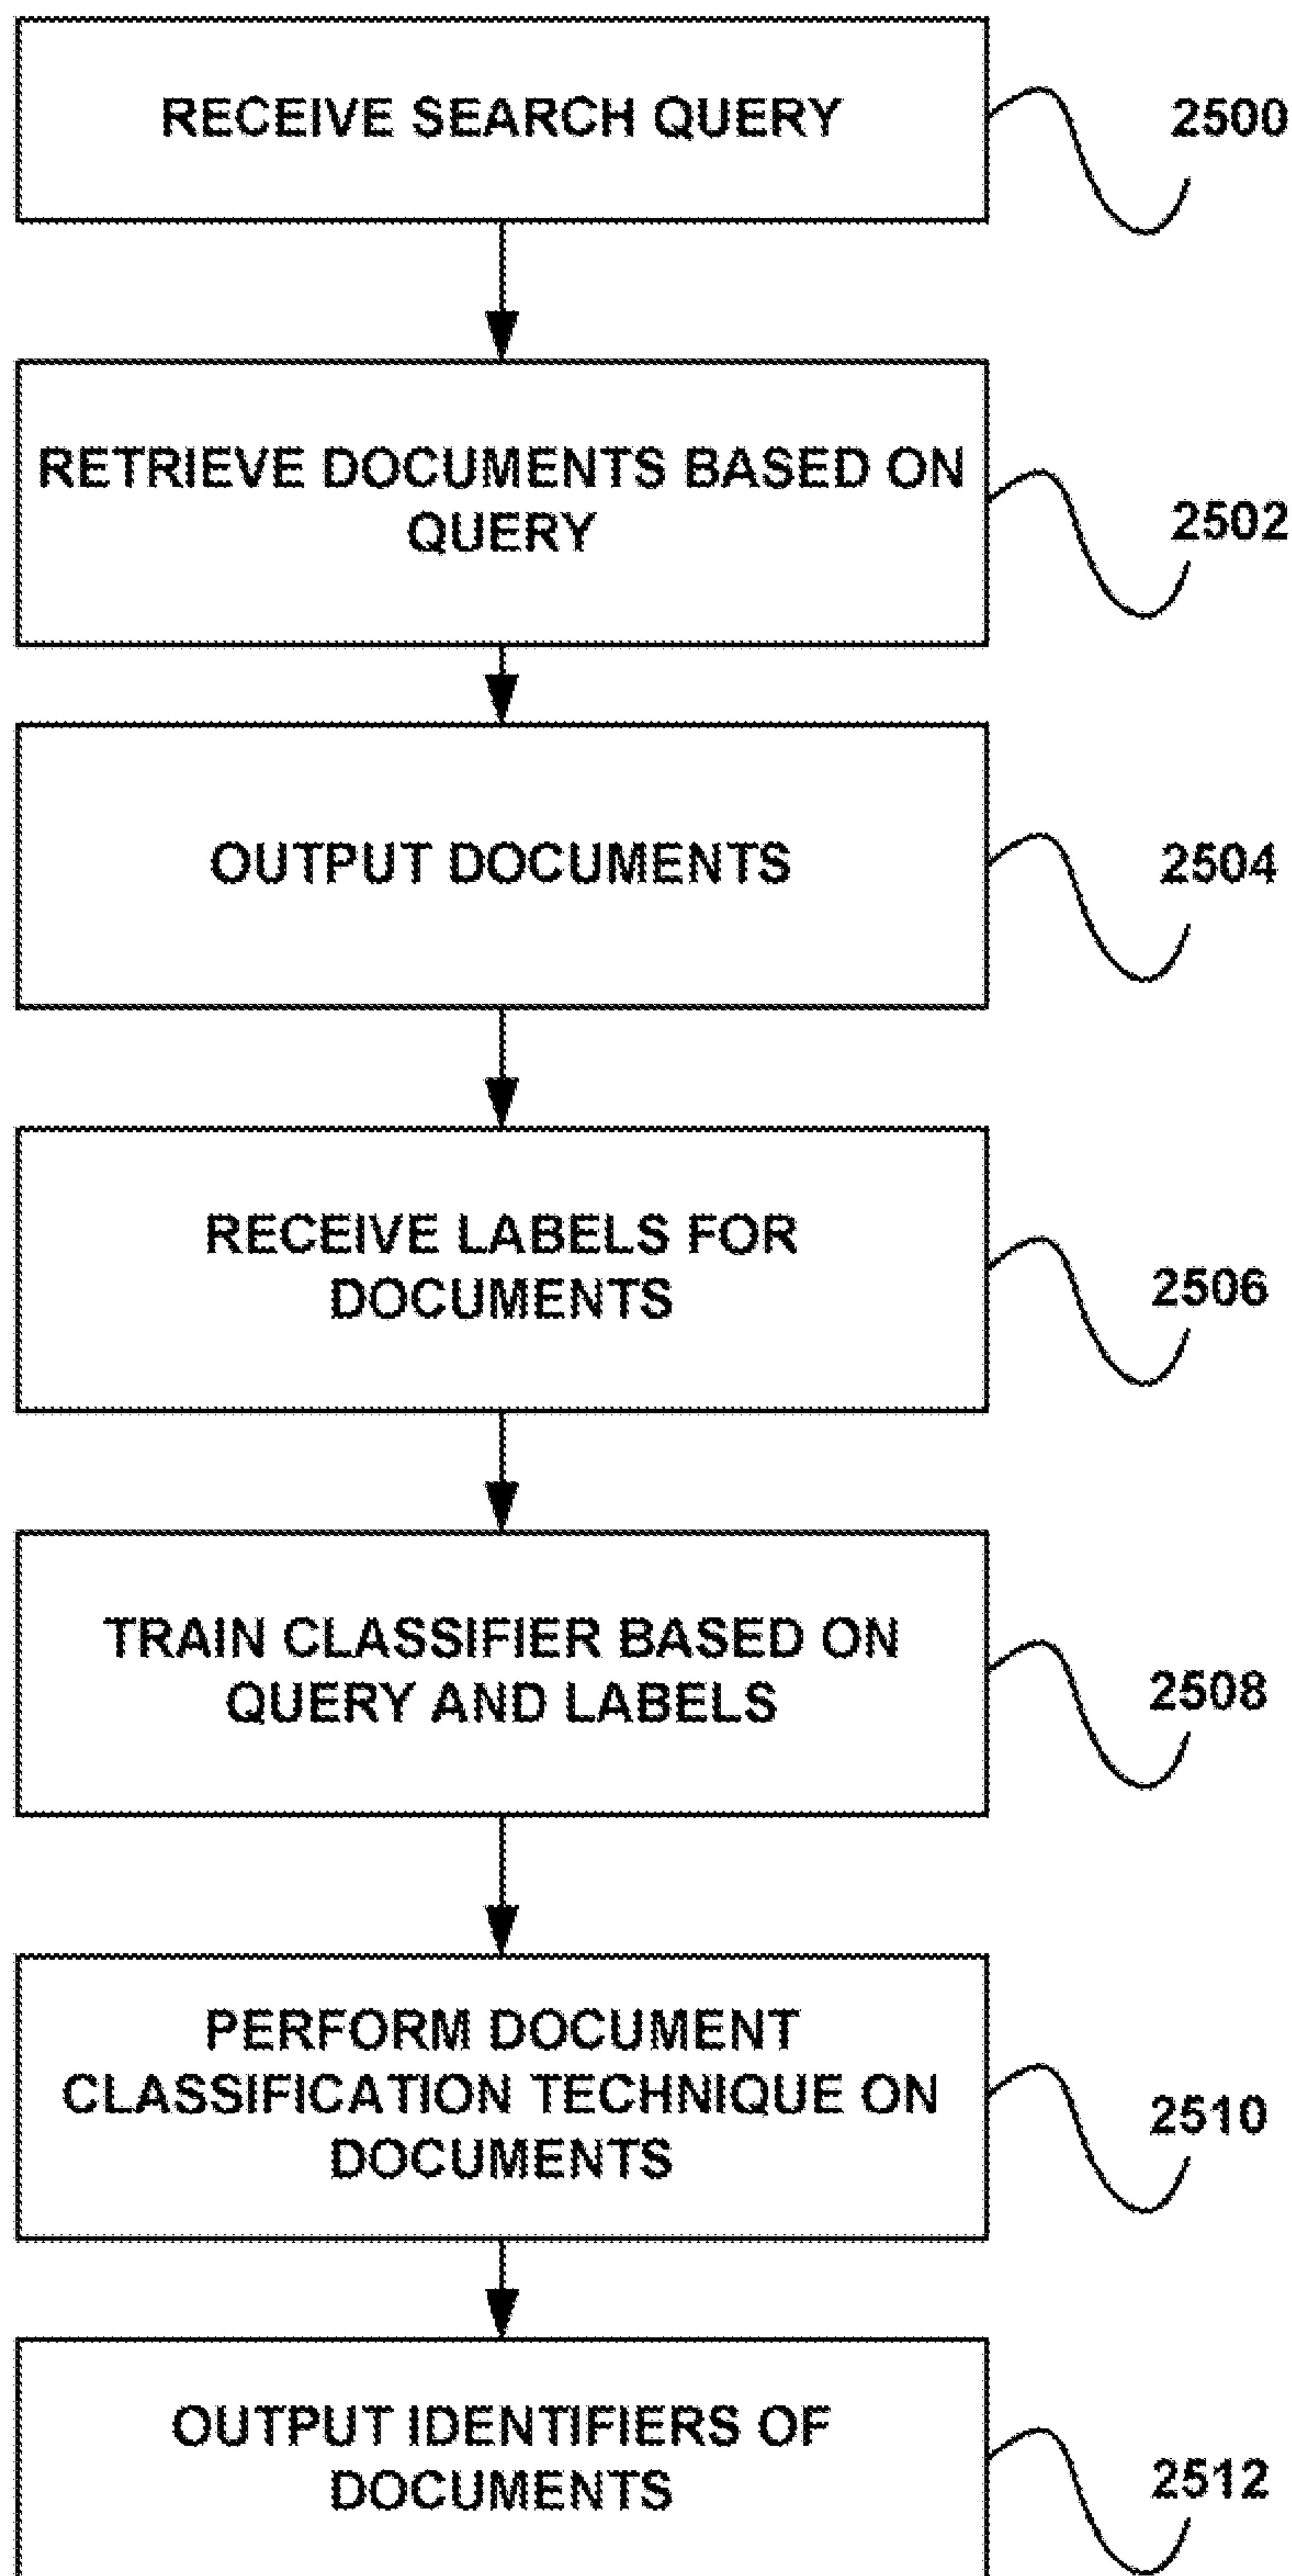 RECEIVE SEARCH QUERY
2500
RETRIEVE DOCUMENTS BASED ON
QUERY
2502
OUTPUT DOCUMENTS
2504
RECEIVE LABELS FOR
DOCUMENTS
2506
TRAIN CLASSIFIER BASED ON
QUERY AND LABELS
2508
PERFORM DOCUMENT
CLASSIFICATION TECHNIQUE ON
DOCUMENTS
2510
OUTPUT IDENTIFIERS OF
DOCUMENTS
2512